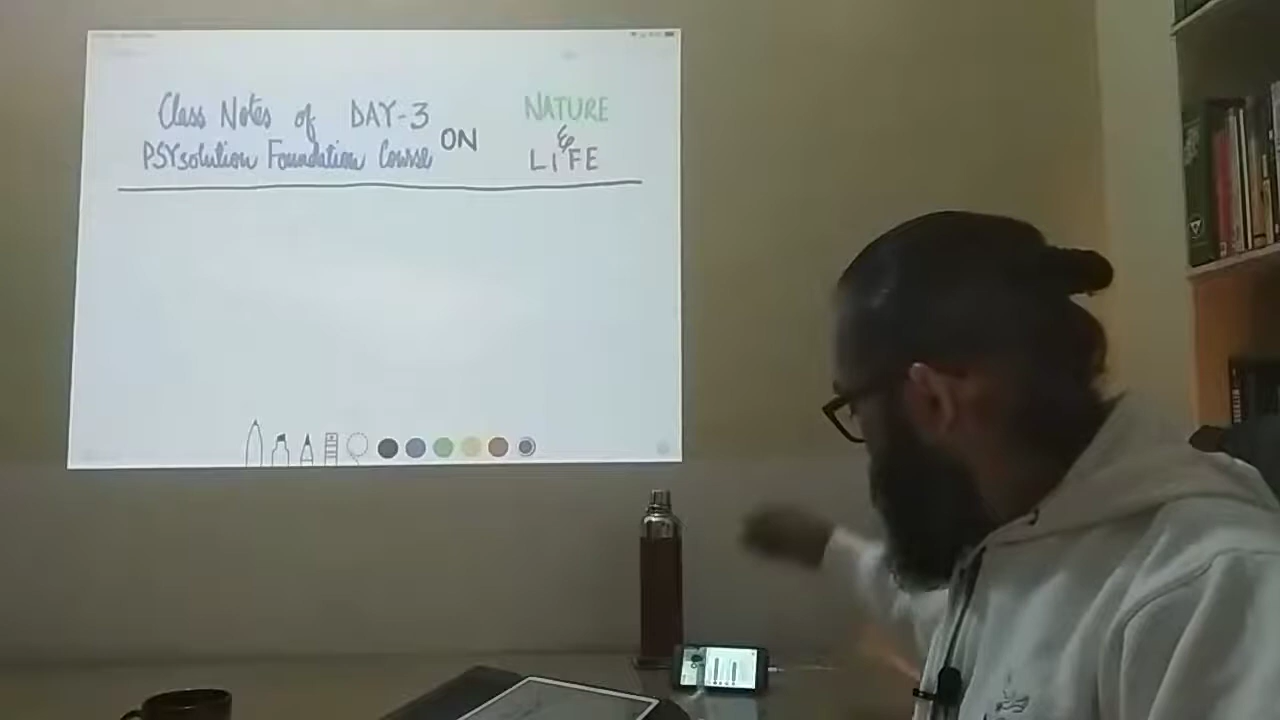 Class Notes of DAY-3
PSYsolution Foundation Course
ON
NATURE
&
LIFE